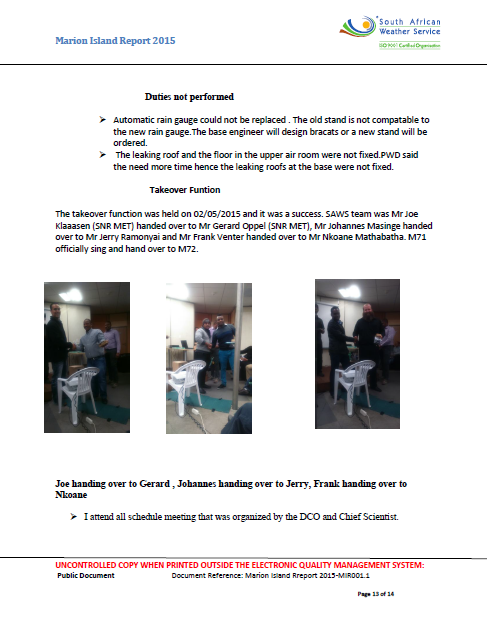 Marion Island Report 2015
South African
Weather Service
ISO 9001 Certified Organisation
Duties not performed
➢ Automatic rain gauge could not be replaced . The old stand is not compatable to
the new rain gauge.The base engineer will design bracats or a new stand will be
ordered.
➢ The leaking roof and the floor in the upper air room were not fixed.PWD said
the need more time hence the leaking roofs at the base were not fixed.
Takeover Funtion
The takeover function was held on 02/05/2015 and it was a success. SAWS team was Mr Joe
Klaaasen (SNR MET) handed over to Mr Gerard Oppel (SNR MET), Mr Johannes Masinge handed
over to Mr Jerry Ramonyai and Mr Frank Venter handed over to Mr Nkoane Mathabatha. M71
officially sing and hand over to M72.
Joe handing over to Gerard , Johannes handing over to Jerry, Frank handing over to
Nkoane
➢ I attend all schedule meeting that was organized by the DCO and Chief Scientist.
UNCONTROLLED COPY WHEN PRINTED OUTSIDE THE ELECTRONIC QUALITY MANAGEMENT SYSTEM:
Public Document Document Reference: Marion Island Rreport 2015-MIR001.1
Page 13 of 14